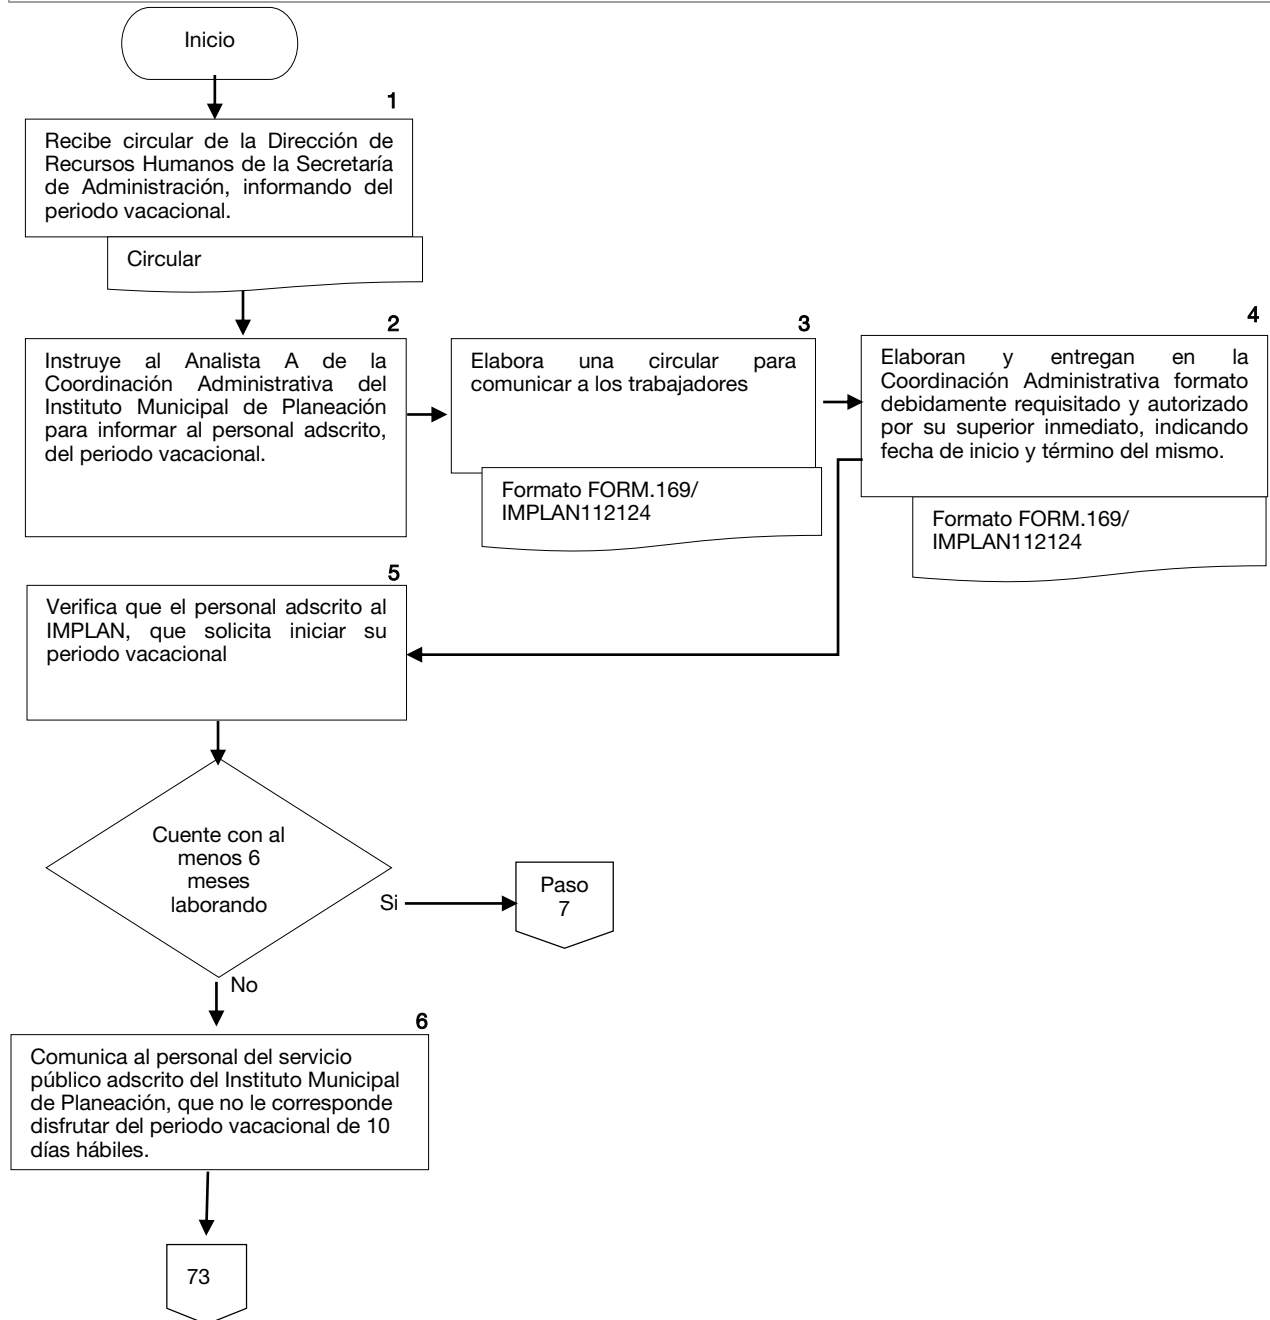 Inicio
1
Recibe circular de la Dirección de
Recursos Humanos de la Secretaría
de Administración, informando del
periodo vacacional.
Circular
2
Instruye al Analista A de la
Coordinación Administrativa del
Instituto Municipal de Planeación
para informar al personal adscrito,
del periodo vacacional.
3
Elabora una circular para
comunicar a los trabajadores
Formato FORM.169/
IMPLAN112124
4
Elaboran y entregan en la
Coordinación Administrativa formato
debidamente requisitado y autorizado
por su superior inmediato, indicando
fecha de inicio y término del mismo.
Formato FORM.169/
IMPLAN112124
5
Verifica que el personal adscrito al
IMPLAN, que solicita iniciar su
periodo vacacional
Cuente con al
menos 6
meses
laborando
Si
Paso
7
No
6
Comunica al personal del servicio
público adscrito del Instituto Municipal
de Planeación, que no le corresponde
disfrutar del periodo vacacional de 10
días hábiles.
73